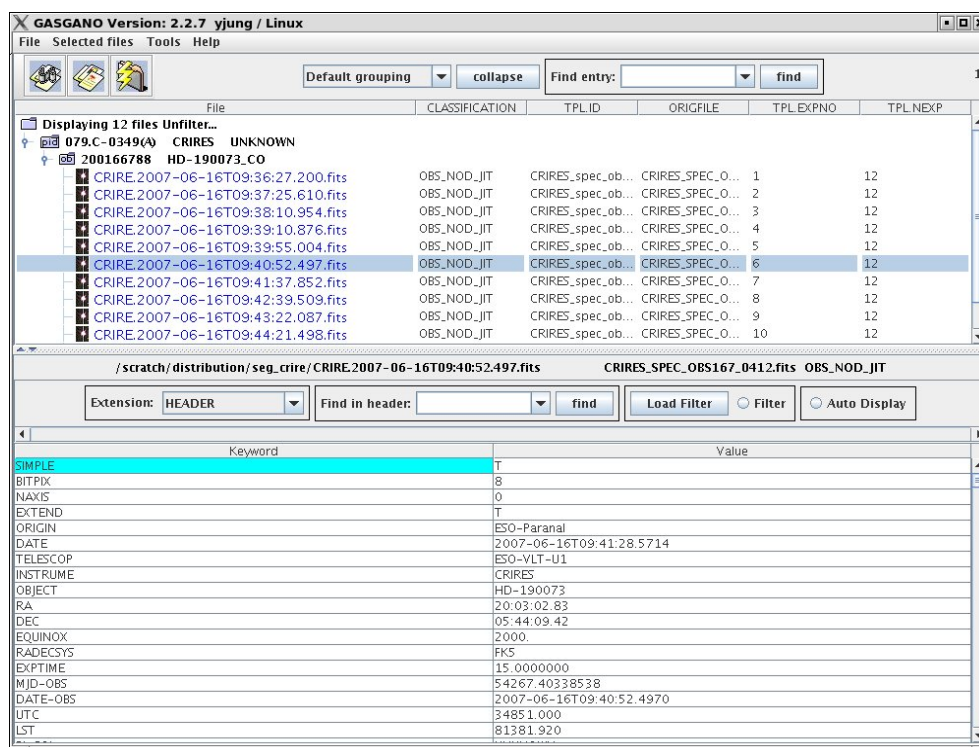 GASGANO Version: 2.2.7 yjung / Linux
File Selected files Tools Help
Default grouping collapse Find entry: find
File CLASSIFICATION TPL.ID ORIGFILE TPL.EXPNO TPL.NEXP
Displaying 12 files Unfilter...
pid 079.C-0349(A) CRIRES UNKNOWN
ob 200166788 HD-190073_CO
CRIRE.2007-06-16T09:36:27.200.fits OBS_NOD_JIT CRIRES_spec_ob... CRIRES_SPEC_O... 1 12
CRIRE.2007-06-16T09:37:25.610.fits OBS_NOD_JIT CRIRES_spec_ob... CRIRES_SPEC_O... 2 12
CRIRE.2007-06-16T09:38:10.954.fits OBS_NOD_JIT CRIRES_spec_ob... CRIRES_SPEC_O... 3 12
CRIRE.2007-06-16T09:39:10.876.fits OBS_NOD_JIT CRIRES_spec_ob... CRIRES_SPEC_O... 4 12
CRIRE.2007-06-16T09:39:55.004.fits OBS_NOD_JIT CRIRES_spec_ob... CRIRES_SPEC_O... 5 12
CRIRE.2007-06-16T09:40:52.497.fits OBS_NOD_JIT CRIRES_spec_ob... CRIRES_SPEC_O... 6 12
CRIRE.2007-06-16T09:41:37.852.fits OBS_NOD_JIT CRIRES_spec_ob... CRIRES_SPEC_O... 7 12
CRIRE.2007-06-16T09:42:39.509.fits OBS_NOD_JIT CRIRES_spec_ob... CRIRES_SPEC_O... 8 12
CRIRE.2007-06-16T09:43:22.087.fits OBS_NOD_JIT CRIRES_spec_ob... CRIRES_SPEC_O... 9 12
CRIRE.2007-06-16T09:44:21.498.fits OBS_NOD_JIT CRIRES_spec_ob... CRIRES_SPEC_O... 10 12
/scratch/distribution/seg_crire/CRIRE.2007-06-16T09:40:52.497.fits CRIRES_SPEC_OBS167_0412.fits OBS_NOD_JIT
Extension: HEADER Find in header: find Load Filter Filter Auto Display
Keyword Value
SIMPLE T
BITPIX 8
NAXIS 0
EXTEND T
ORIGIN ESO-Paranal
DATE 2007-06-16T09:41:28.5714
TELESCOP ESO-VLT-U1
INSTRUME CRIRES
OBJECT HD-190073
RA 20:03:02.83
DEC 05:44:09.42
EQUINOX 2000.
RADECSYS FK5
EXPTIME 15.0000000
MJD-OBS 54267.40338538
DATE-OBS 2007-06-16T09:40:52.4970
UTC 34851.000
LST 81381.920